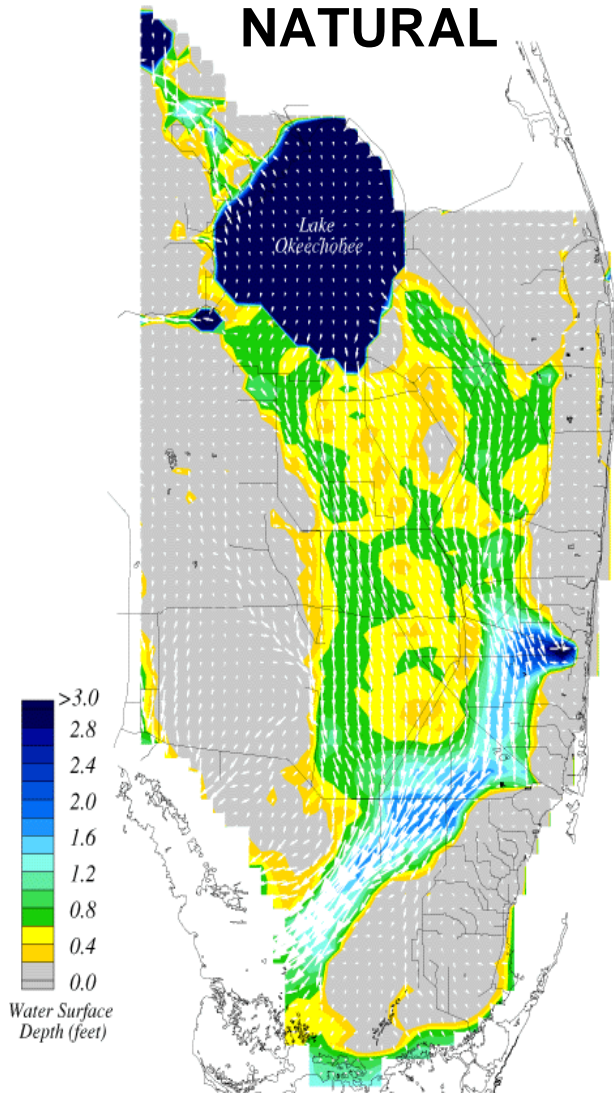 NATURAL
Lake
Okeechobee
>3.0
2.8
2.4
2.0
1.6
1.2
0.8
0.4
0.0
Water Surface
Depth (feet)